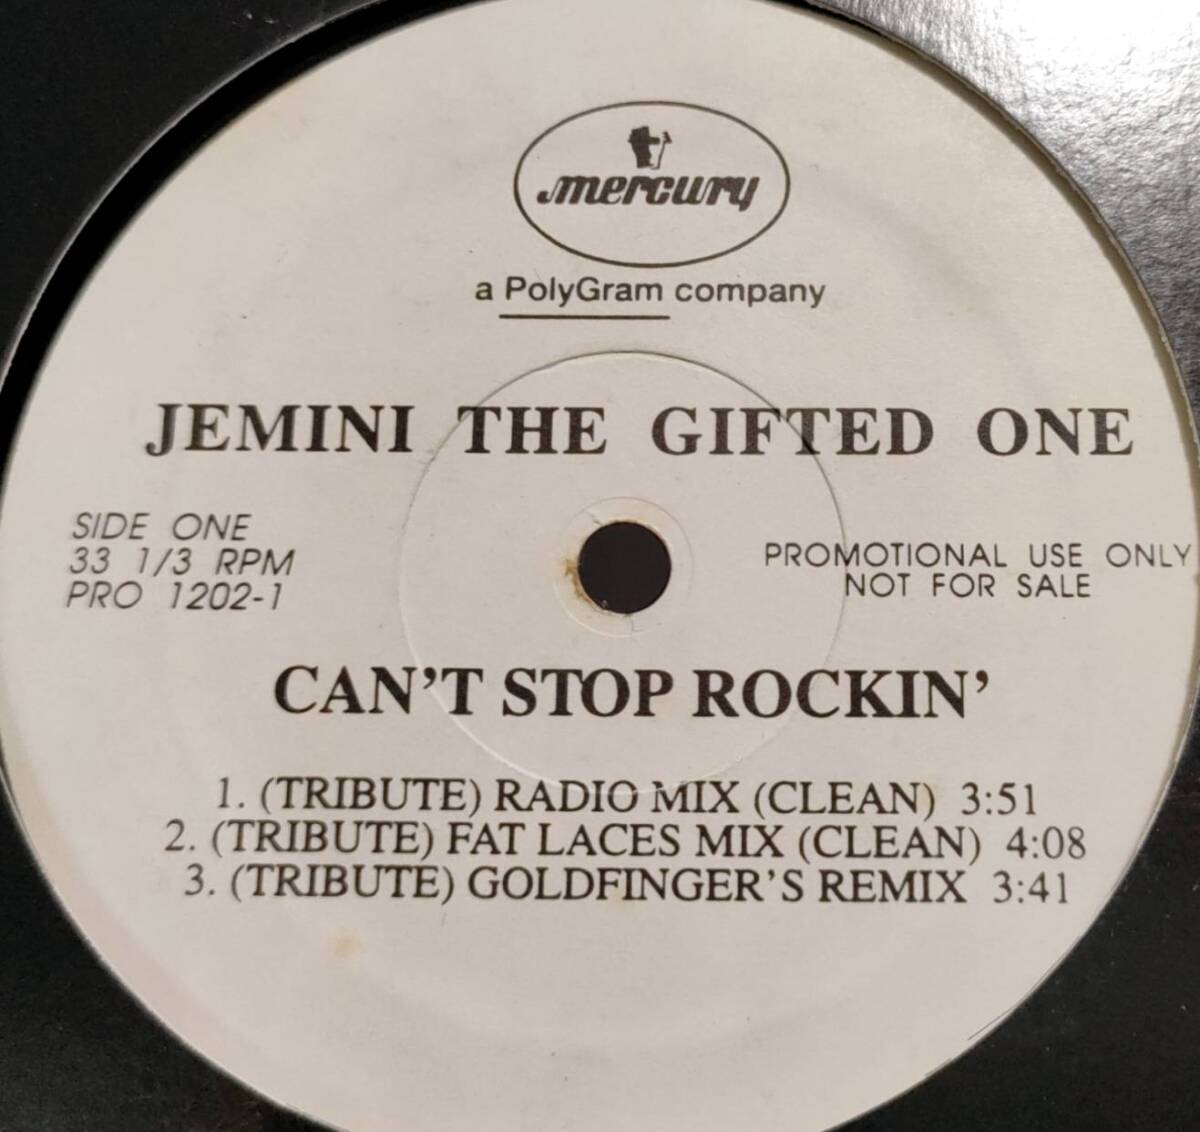 mercury
a PolyGram company
JEMINI THE GIFTED ONE
SIDE ONE
33 1/3 RPM
PRO 1202-1
PROMOTIONAL USE ONLY
NOT FOR SALE
CAN'T STOP ROCKIN'
1. (TRIBUTE) RADIO MIX (CLEAN) 3:51
2. (TRIBUTE) FAT LACES MIX (CLEAN) 4:08
3. (TRIBUTE) GOLDFINGER'S REMIX 3:41